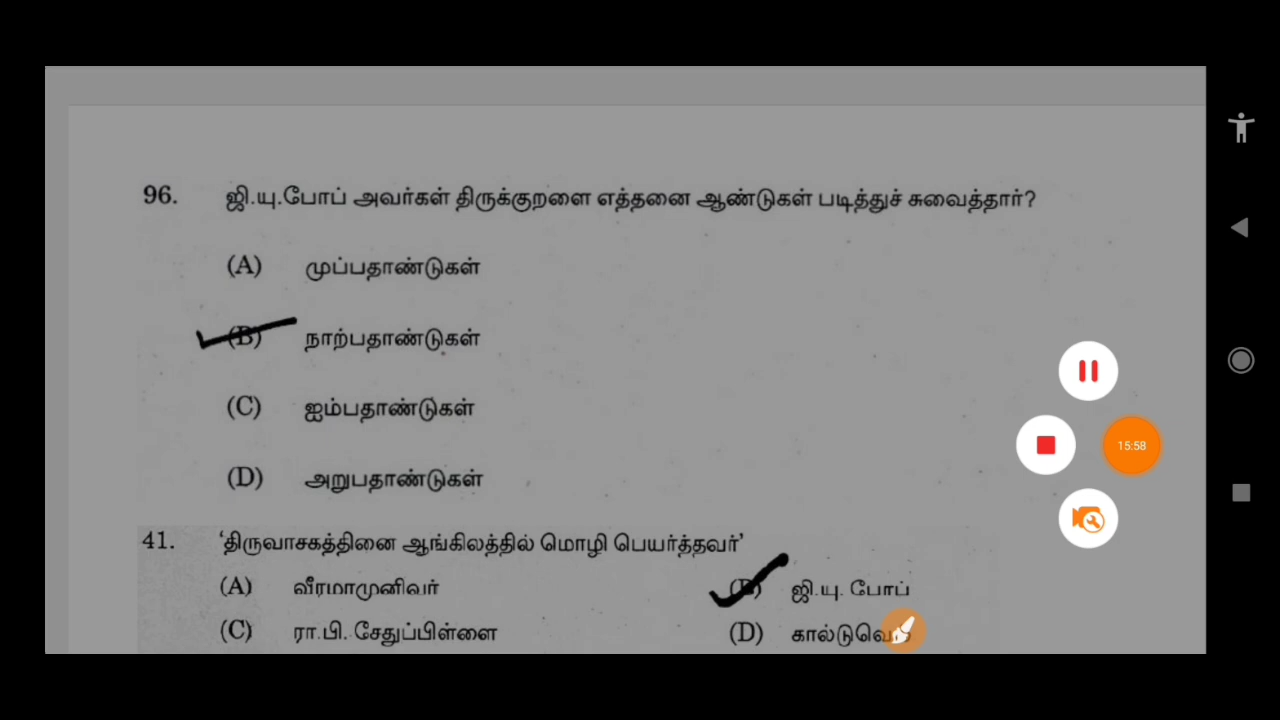 96. ஜி.யு.போப் அவர்கள் திருக்குறளை எத்தனை ஆண்டுகள் படித்துச் சுவைத்தார்?
(A) முப்பதாண்டுகள்
(B) நாற்பதாண்டுகள்
(C) ஐம்பதாண்டுகள்
15:58
(D) அறுபதாண்டுகள்
41. 'திருவாசகத்தினை ஆங்கிலத்தில் மொழி பெயர்த்தவர்'
(A) வீரமாமுனிவர் (B) ஜி.யு. போப்
(C) ரா.பி. சேதுப்பிள்ளை (D)